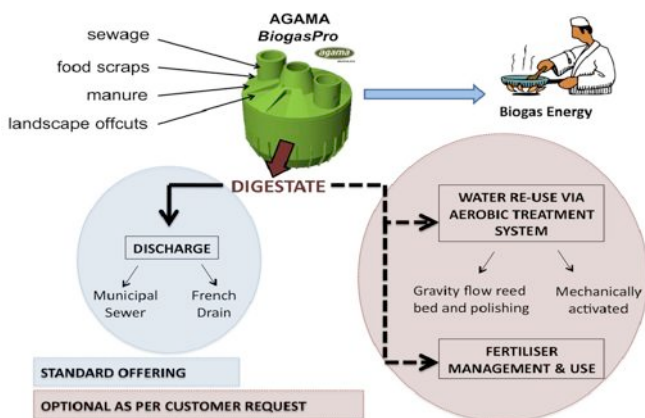 AGAMA
BiogasPro
agama
sewage
food scraps
manure
landscape offcuts
Biogas Energy
DIGESTATE
DISCHARGE
Municipal
Sewer
French
Drain
WATER RE-USE VIA
AEROBIC TREATMENT
SYSTEM
Gravity flow reed
bed and polishing
Mechanically
activated
FERTILISER
MANAGEMENT & USE
STANDARD OFFERING
OPTIONAL AS PER CUSTOMER REQUEST